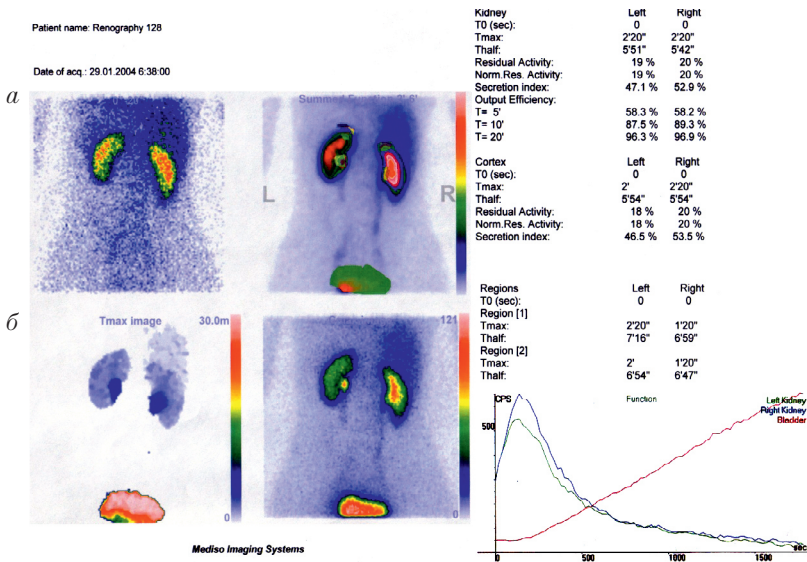 Patient name: Renography 128
Date of acq.: 29.01.2004 6:38:00
а
L R
б
Tmax image 30.0m
0
121
0
Mediso Imaging Systems
Kidney Left Right
T0 (sec): 0 0
Tmax: 2'20" 2'20"
Thalf: 5'51" 5'42"
Residual Activity: 19 % 20 %
Norm.Res. Activity: 19 % 20 %
Secretion index: 47.1 % 52.9 %
Output Efficiency:
T= 5' 58.3 % 58.2 %
T= 10' 87.5 % 89.3 %
T= 20' 96.3 % 96.9 %
Cortex Left Right
T0 (sec): 0 0
Tmax: 2' 2'20"
Thalf: 5'54" 5'54"
Residual Activity: 18 % 20 %
Norm.Res. Activity: 18 % 20 %
Secretion index: 46.5 % 53.5 %
Regions Left Right
T0 (sec): 0 0
Region [1]
Tmax: 2'20" 1'20"
Thalf: 7'16" 6'59"
Region [2]
Tmax: 2' 1'20"
Thalf: 6'54" 6'47"
CPS Function Left Kidney
Right Kidney
Bladder
500
0 500 1000 1500 sec